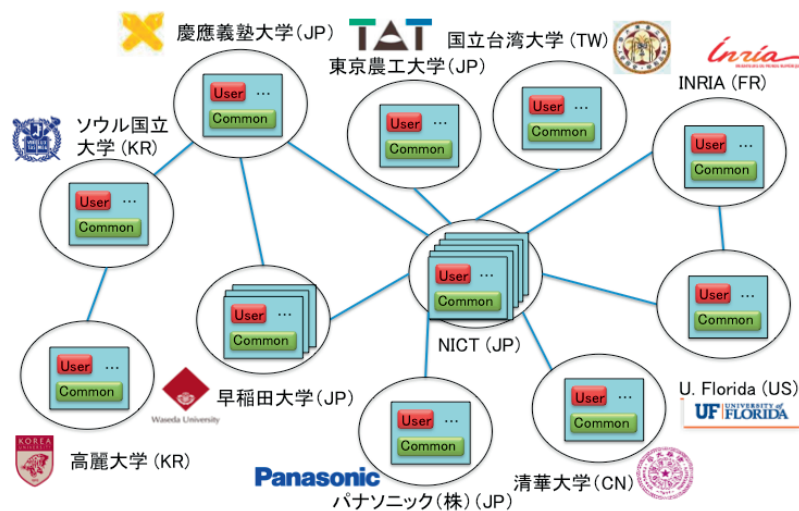 慶應義塾大学(JP)
TAT
国立台湾大学(TW)
東京農工大学(JP)
Inria
INRIA (FR)
User …
Common
User …
Common
User …
Common
User …
Common
ソウル国立
大学(KR)
User …
Common
User …
Common
User …
Common
NICT (JP)
User …
Common
User …
Common
早稲田大学(JP)
Waseda University
U. Florida (US)
UF UNIVERSITY of
FLORIDA
User …
Common
User …
Common
KOREA
高麗大学(KR)
Panasonic
パナソニック(株)(JP)
清華大学(CN)